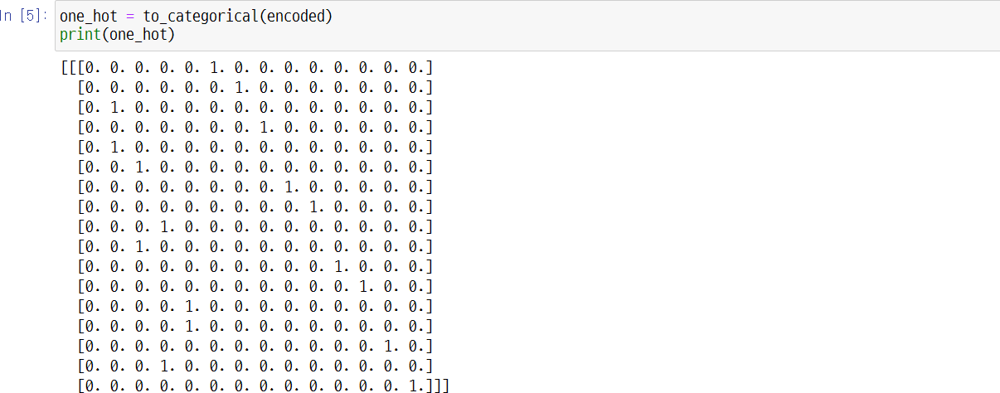 In [5]:
one_hot = to_categorical(encoded)
print(one_hot)
[[[0. 0. 0. 0. 0. 1. 0. 0. 0. 0. 0. 0. 0. 0.]
[0. 0. 0. 0. 0. 0. 1. 0. 0. 0. 0. 0. 0. 0.]
[0. 1. 0. 0. 0. 0. 0. 0. 0. 0. 0. 0. 0. 0.]
[0. 0. 0. 0. 0. 0. 0. 1. 0. 0. 0. 0. 0. 0.]
[0. 1. 0. 0. 0. 0. 0. 0. 0. 0. 0. 0. 0. 0.]
[0. 0. 1. 0. 0. 0. 0. 0. 0. 0. 0. 0. 0. 0.]
[0. 0. 0. 0. 0. 0. 0. 0. 1. 0. 0. 0. 0. 0.]
[0. 0. 0. 0. 0. 0. 0. 0. 0. 1. 0. 0. 0. 0.]
[0. 0. 0. 1. 0. 0. 0. 0. 0. 0. 0. 0. 0. 0.]
[0. 0. 1. 0. 0. 0. 0. 0. 0. 0. 0. 0. 0. 0.]
[0. 0. 0. 0. 0. 0. 0. 0. 0. 0. 1. 0. 0. 0.]
[0. 0. 0. 0. 0. 0. 0. 0. 0. 0. 0. 1. 0. 0.]
[0. 0. 0. 0. 1. 0. 0. 0. 0. 0. 0. 0. 0. 0.]
[0. 0. 0. 0. 1. 0. 0. 0. 0. 0. 0. 0. 0. 0.]
[0. 0. 0. 0. 0. 0. 0. 0. 0. 0. 0. 0. 1. 0.]
[0. 0. 0. 1. 0. 0. 0. 0. 0. 0. 0. 0. 0. 0.]
[0. 0. 0. 0. 0. 0. 0. 0. 0. 0. 0. 0. 0. 1.]]]